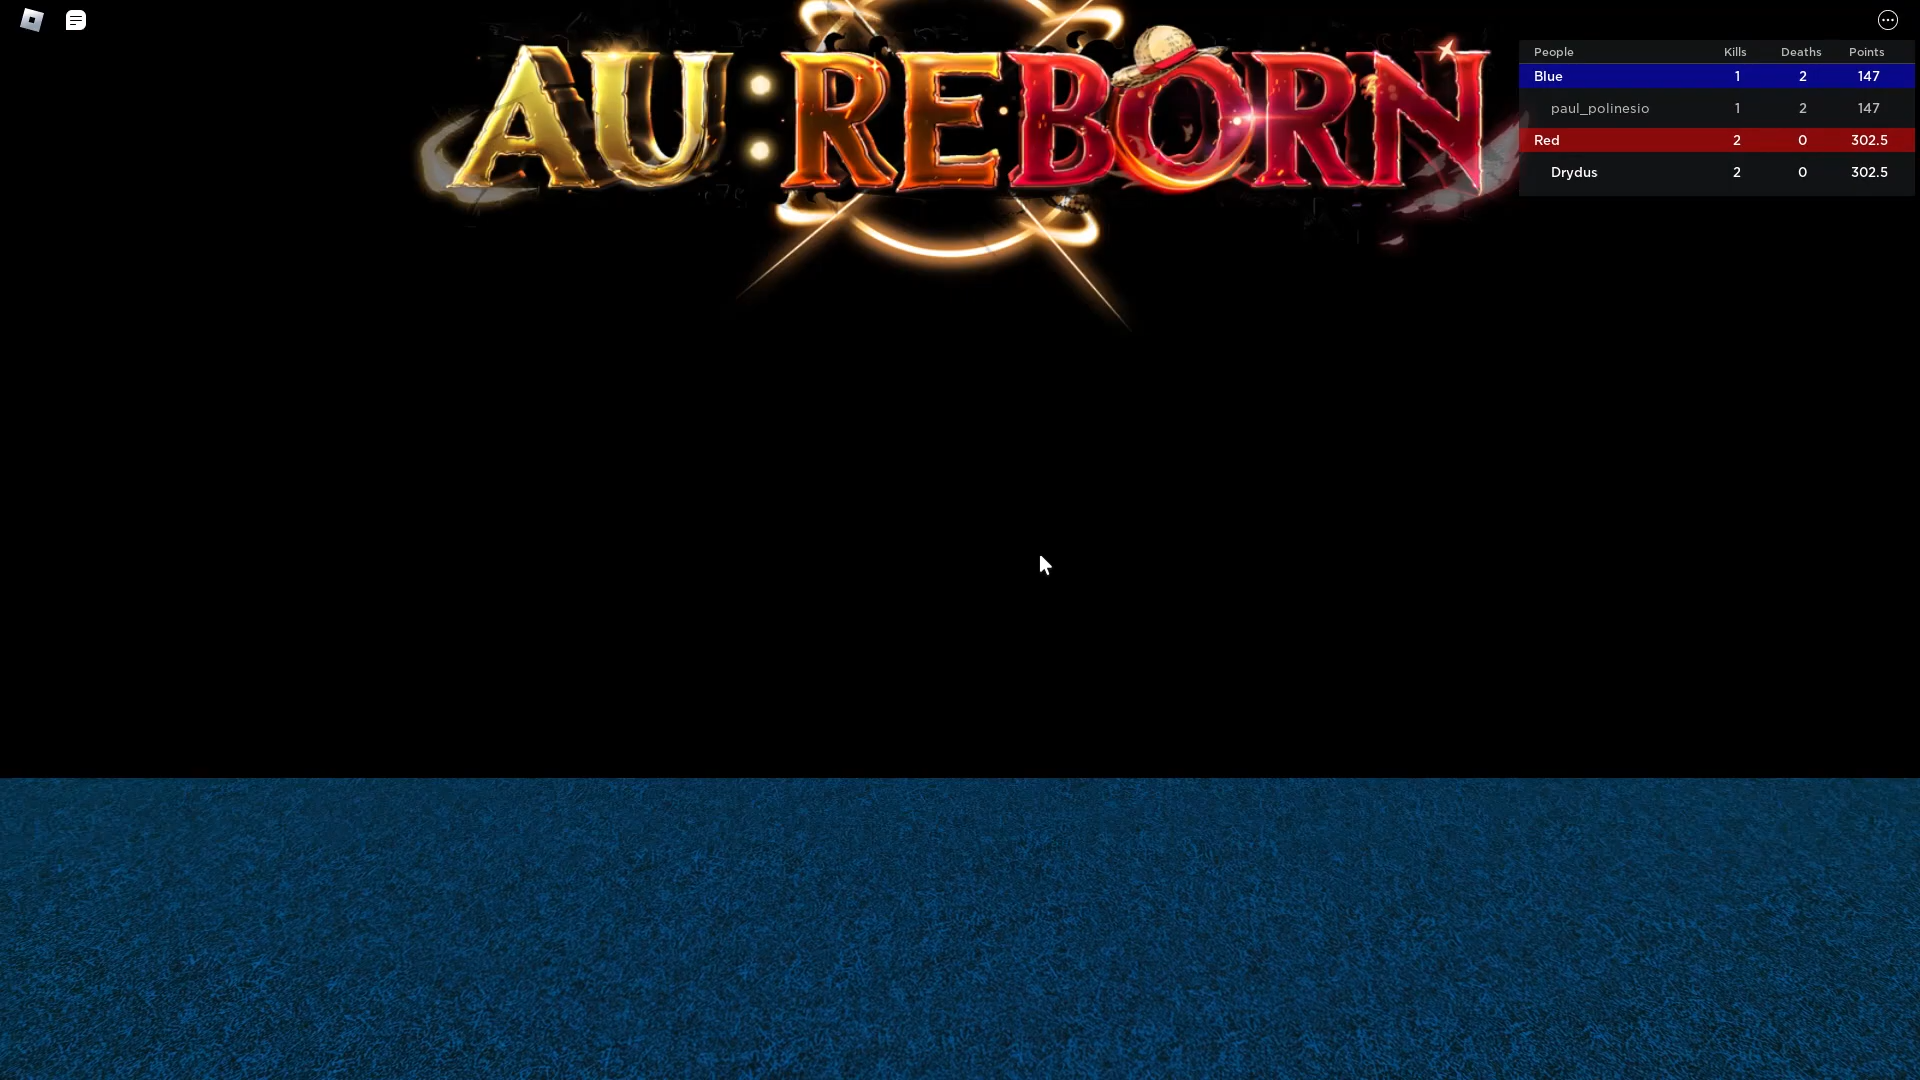 AU:REBORN
People Kills Deaths Points
Blue 1 2 147
paul_polinesio 1 2 147
Red 2 0 302.5
Drydus 2 0 302.5